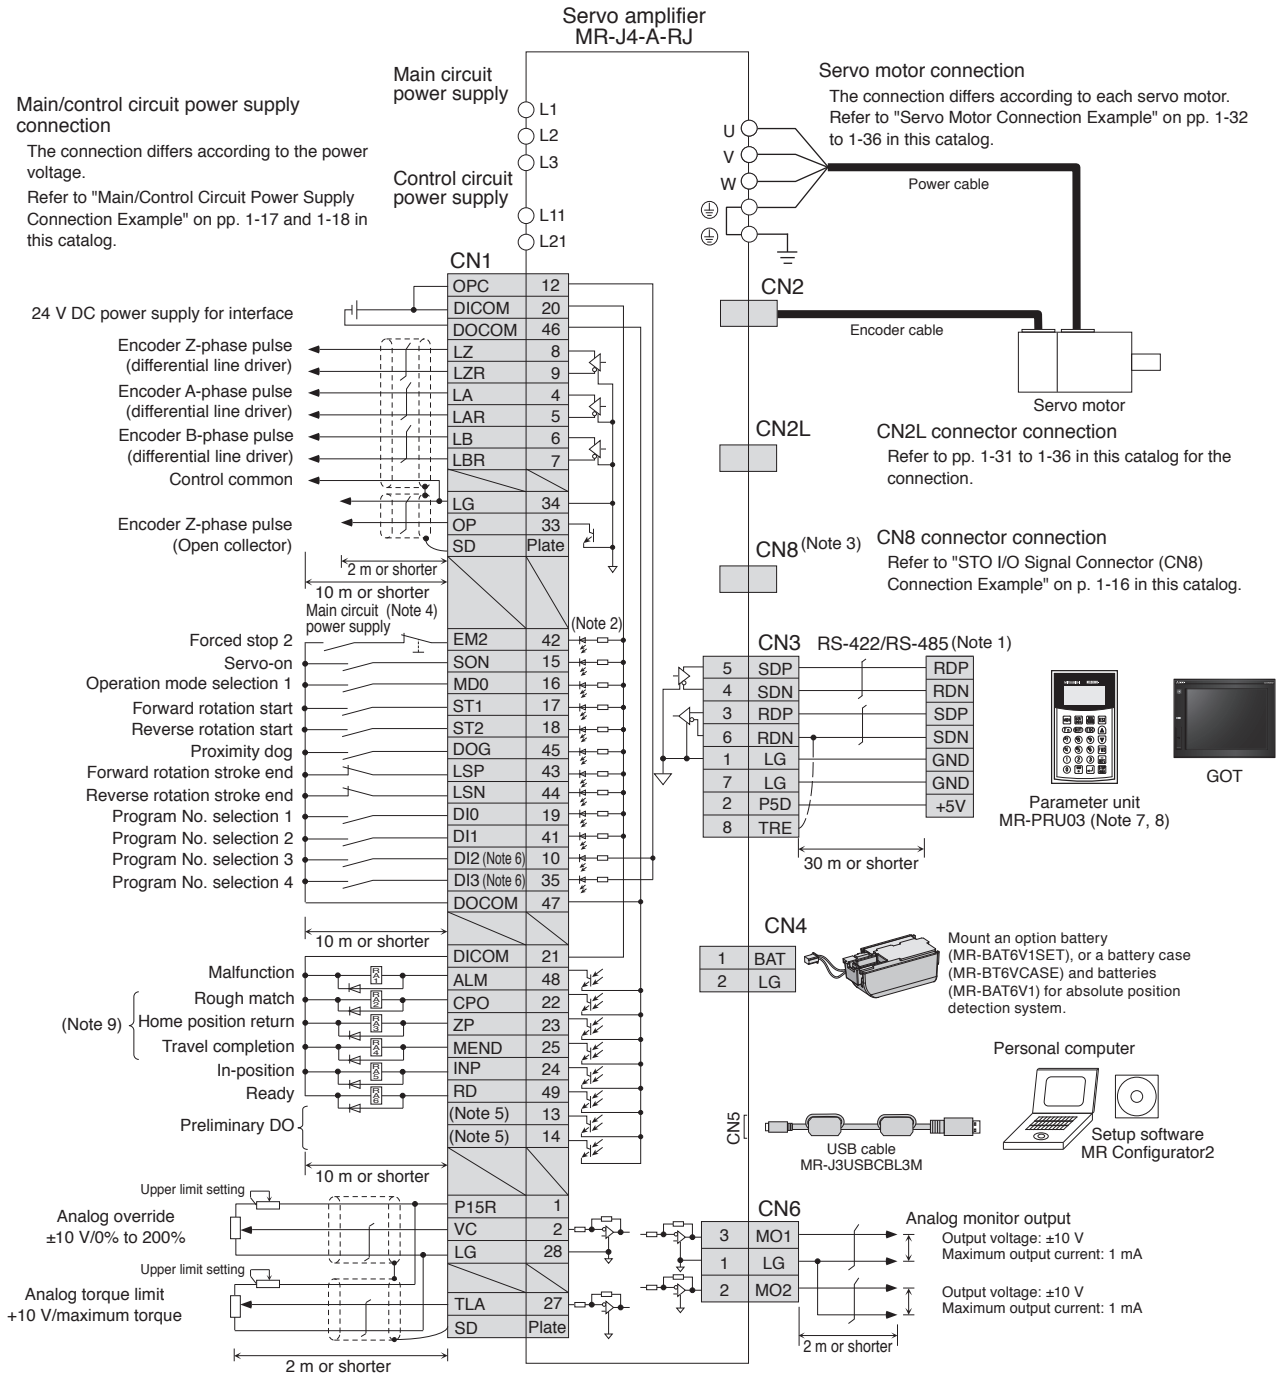 Servo amplifier
MR-J4-A-RJ
Main circuit
power supply
L1
L2
L3
Control circuit
power supply
L11
L21
Main/control circuit power supply
connection
The connection differs according to the power
voltage.
Refer to "Main/Control Circuit Power Supply
Connection Example" on pp. 1-17 and 1-18 in
this catalog.
Servo motor connection
The connection differs according to each servo motor.
Refer to "Servo Motor Connection Example" on pp. 1-32
to 1-36 in this catalog.
U
V
W
Power cable
CN2
Encoder cable
Servo motor
CN2L
CN2L connector connection
Refer to pp. 1-31 to 1-36 in this catalog for the
connection.
CN8 (Note 3)
CN8 connector connection
Refer to "STO I/O Signal Connector (CN8)
Connection Example" on p. 1-16 in this catalog.
CN1
OPC 12
24 V DC power supply for interface
DICOM 20
DOCOM 46
Encoder Z-phase pulse
(differential line driver)
LZ 8
LZR 9
Encoder A-phase pulse
(differential line driver)
LA 4
LAR 5
Encoder B-phase pulse
(differential line driver)
LB 6
LBR 7
Control common
LG 34
Encoder Z-phase pulse
(Open collector)
OP 33
SD Plate
2 m or shorter
10 m or shorter
Main circuit (Note 4)
power supply
(Note 2)
Forced stop 2 EM2 42
Servo-on SON 15
Operation mode selection 1 MD0 16
Forward rotation start ST1 17
Reverse rotation start ST2 18
Proximity dog DOG 45
Forward rotation stroke end LSP 43
Reverse rotation stroke end LSN 44
Program No. selection 1 DI0 19
Program No. selection 2 DI1 41
Program No. selection 3 DI2 (Note 6) 10
Program No. selection 4 DI3 (Note 6) 35
DOCOM 47
10 m or shorter
DICOM 21
Malfunction RA1 ALM 48
(Note 9)
Rough match RA2 CPO 22
Home position return RA3 ZP 23
Travel completion RA4 MEND 25
In-position RA5 INP 24
Ready RA6 RD 49
Preliminary DO
(Note 5) 13
(Note 5) 14
10 m or shorter
Upper limit setting
Analog override
±10 V/0% to 200%
P15R 1
VC 2
LG 28
Upper limit setting
Analog torque limit
+10 V/maximum torque
TLA 27
SD Plate
2 m or shorter
CN3
RS-422/RS-485 (Note 1)
5 SDP RDP
4 SDN RDN
3 RDP SDP
6 RDN SDN
1 LG GND
7 LG GND
2 P5D +5V
8 TRE
30 m or shorter
Parameter unit
MR-PRU03 (Note 7, 8)
GOT
CN4
1 BAT
2 LG
Mount an option battery
(MR-BAT6V1SET), or a battery case
(MR-BT6VCASE) and batteries
(MR-BAT6V1) for absolute position
detection system.
Personal computer
CN5
USB cable
MR-J3USBCBL3M
Setup software
MR Configurator2
CN6
3 MO1
1 LG
2 MO2
Analog monitor output
Output voltage: ±10 V
Maximum output current: 1 mA
Output voltage: ±10 V
Maximum output current: 1 mA
2 m or shorter